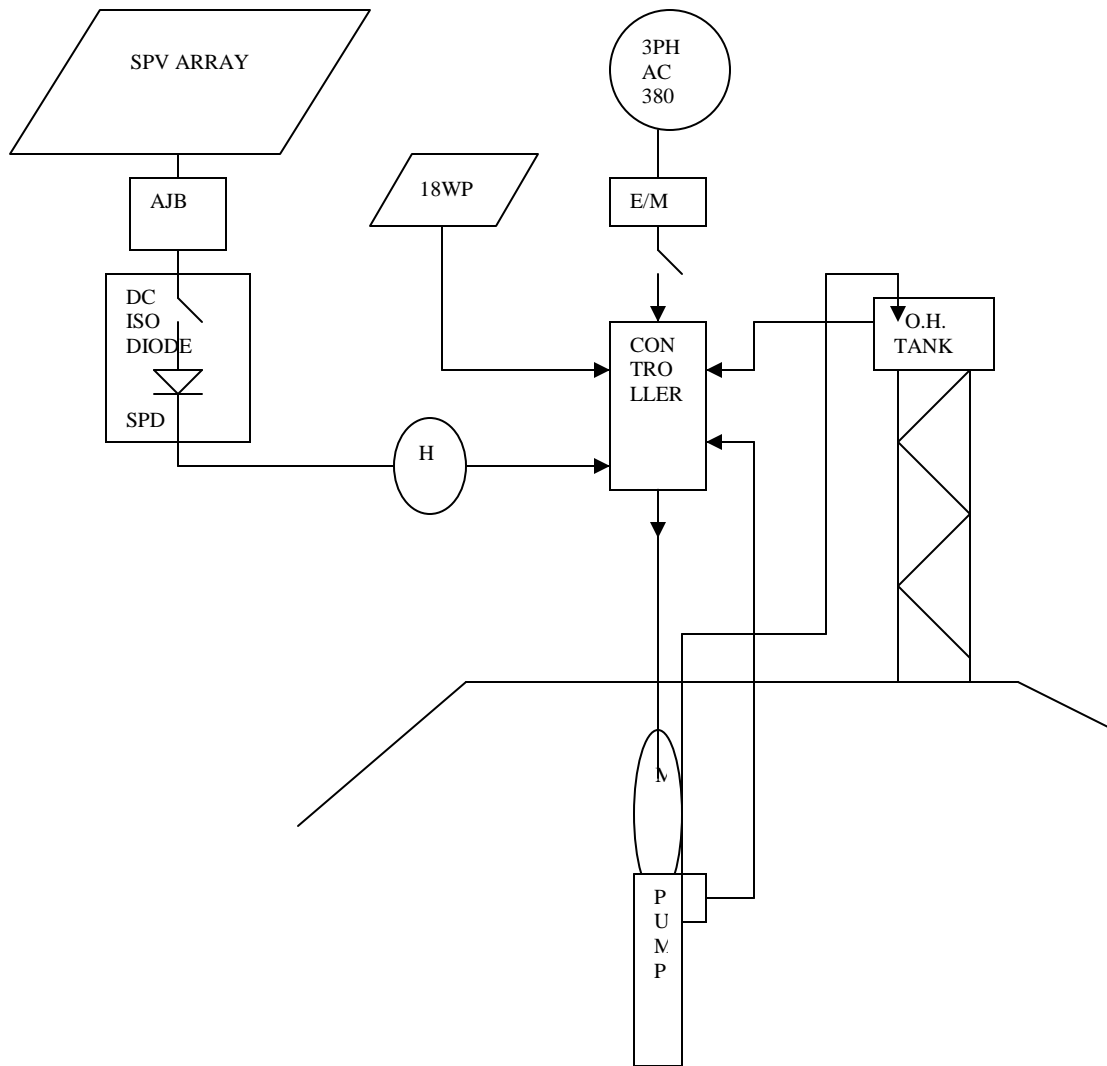 SPV ARRAY
3PH
AC
380
AJB
18WP
E/M
DC
ISO
DIODE
SPD
CON
TRO
LLER
O.H.
TANK
H
M
P
U
M
P